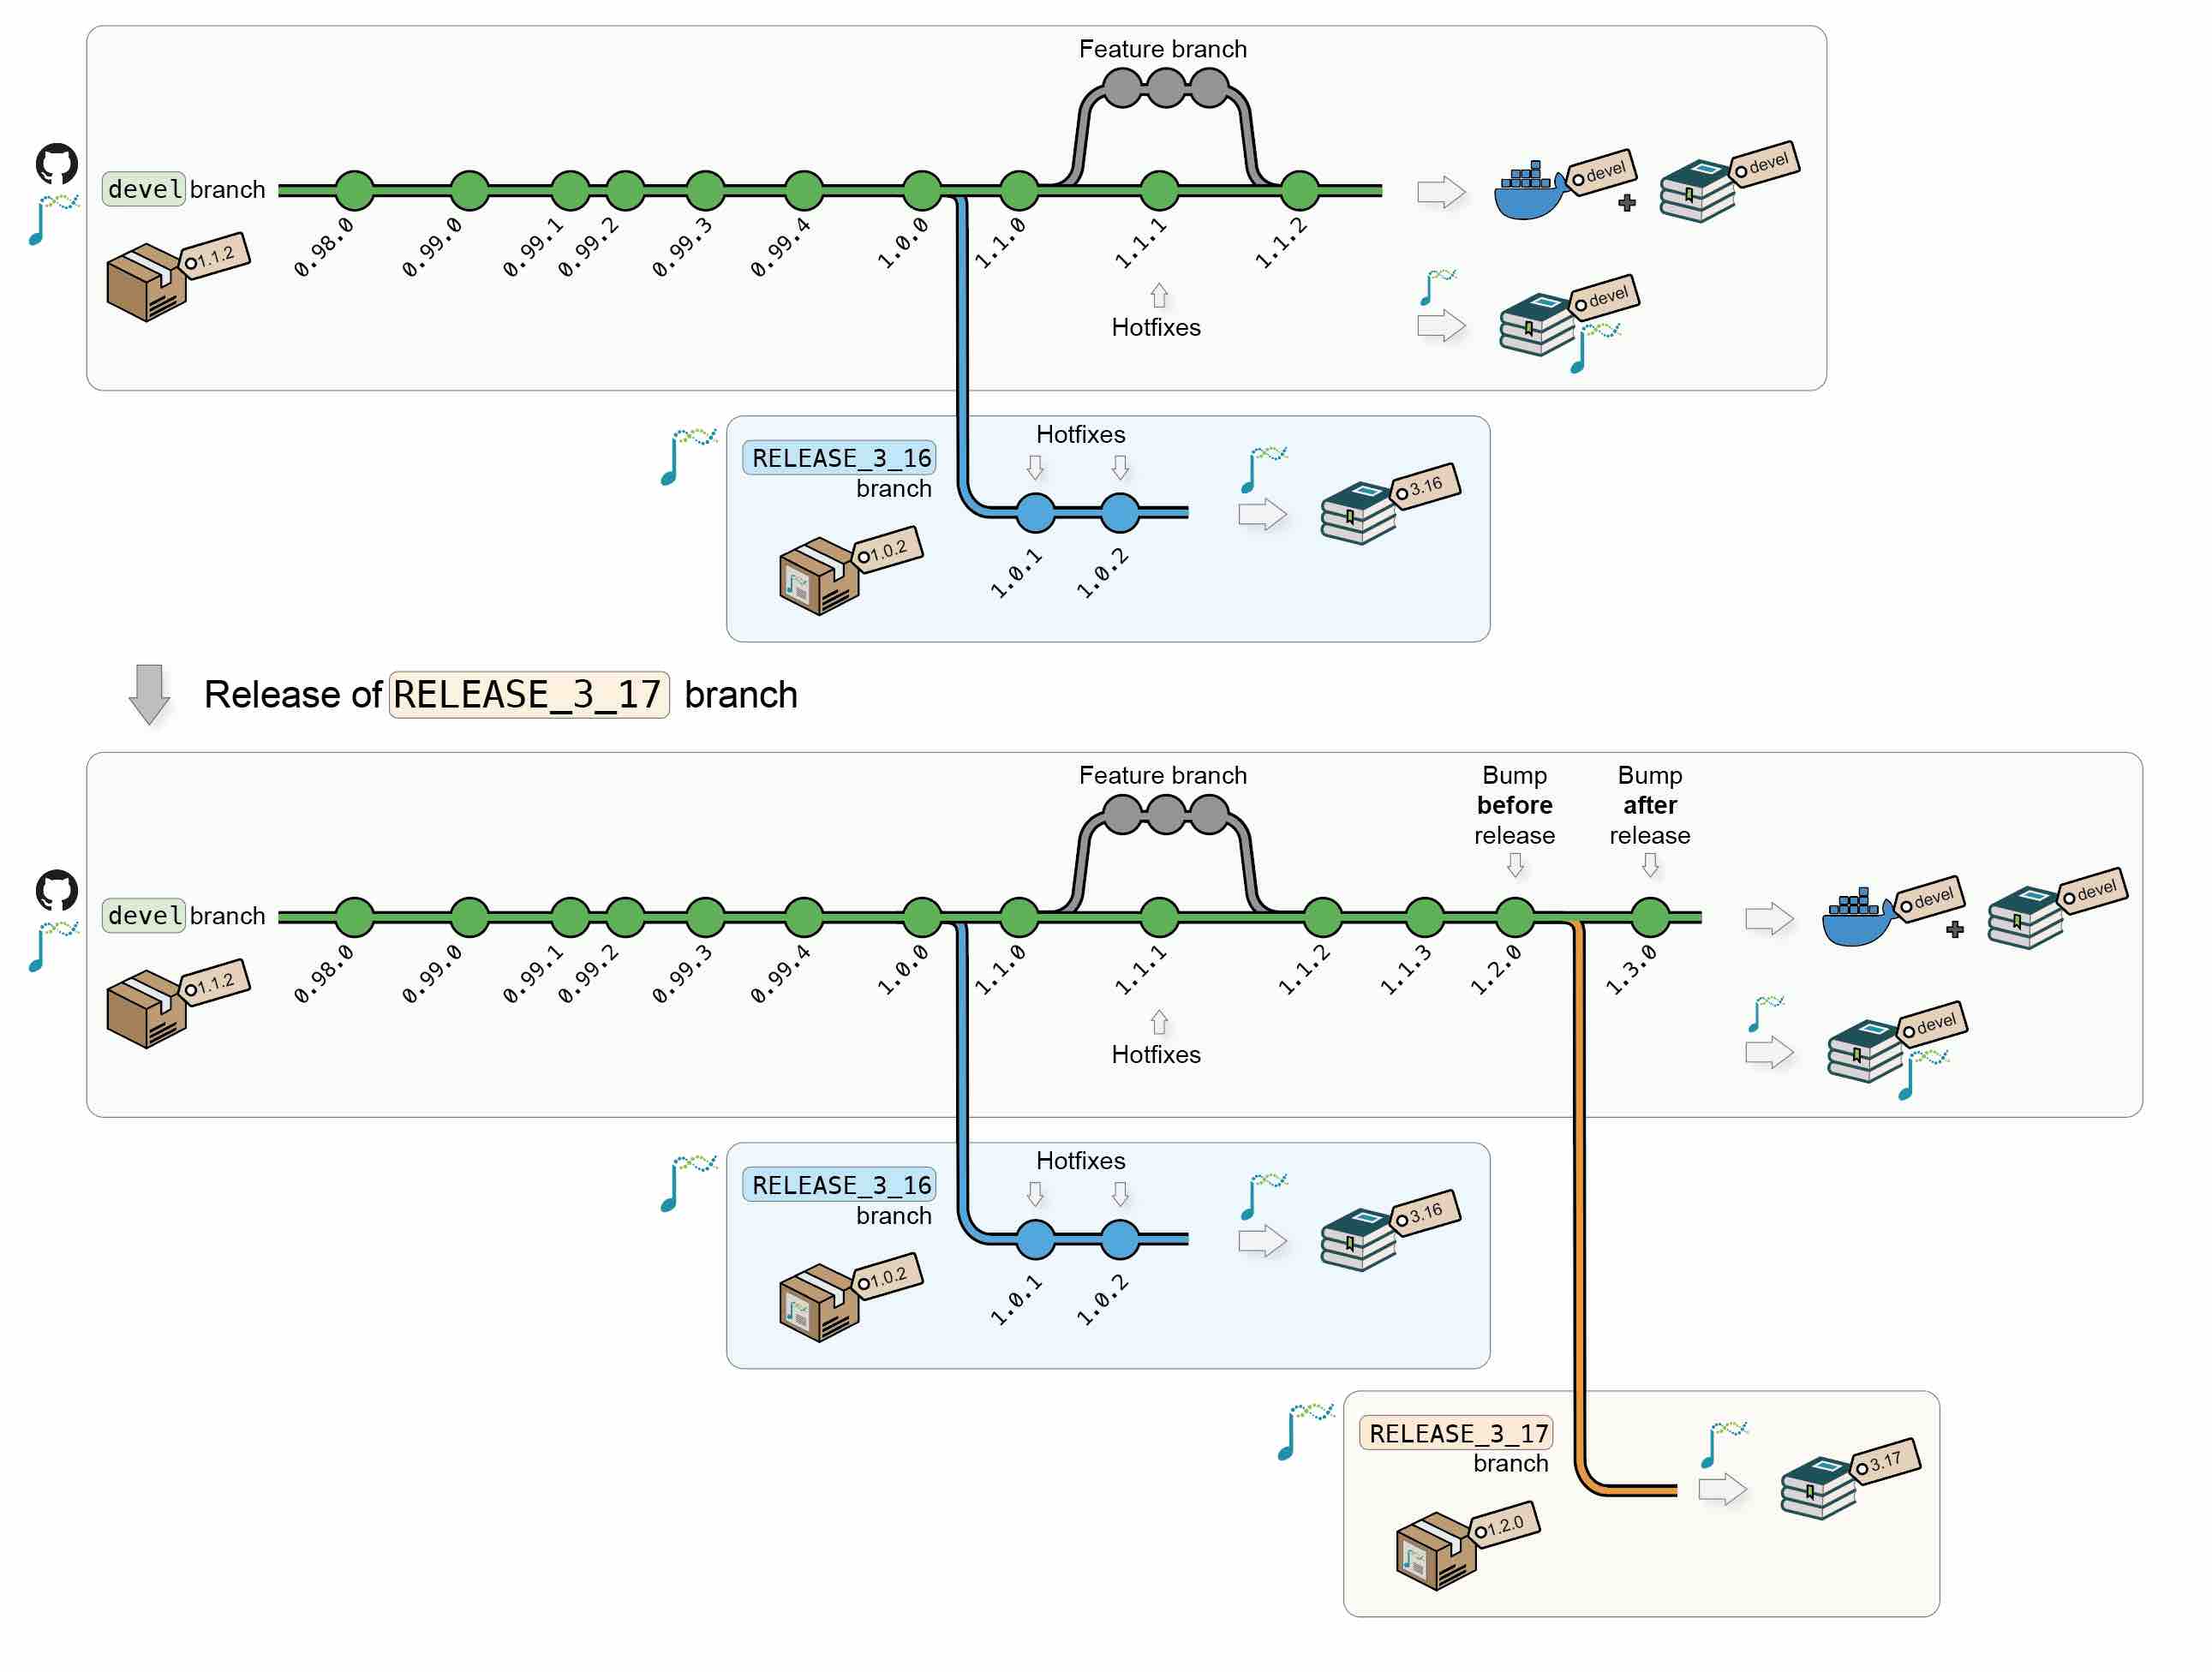 Feature branch
devel branch
devel
devel
0.98.0
0.99.0
0.99.1
0.99.2
0.99.3
0.99.4
1.0.0
1.1.0
1.1.1
1.1.2
1.1.2
Hotfixes
devel
RELEASE_3_16
branch
Hotfixes
3.16
1.0.2
1.0.1
1.0.2
Release of RELEASE_3_17 branch
Feature branch
Bump
before
release
Bump
after
release
devel branch
devel
devel
0.98.0
0.99.0
0.99.1
0.99.2
0.99.3
0.99.4
1.0.0
1.1.0
1.1.1
1.1.2
1.1.3
1.2.0
1.3.0
1.1.2
Hotfixes
devel
RELEASE_3_16
branch
Hotfixes
3.16
1.0.2
1.0.1
1.0.2
RELEASE_3_17
branch
3.17
1.2.0